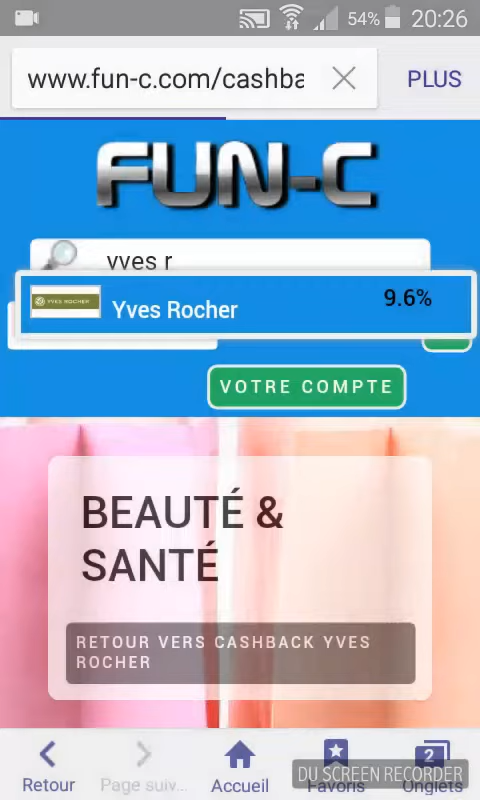 54% 20:26
www.fun-c.com/cashba
PLUS
FUN-C
yves r
YVES ROCHER
Yves Rocher
9.6%
VOTRE COMPTE
BEAUTÉ &
SANTÉ
RETOUR VERS CASHBACK YVES
ROCHER
2
Retour Page suiv... Accueil Favoris Onglets
DU SCREEN RECORDER